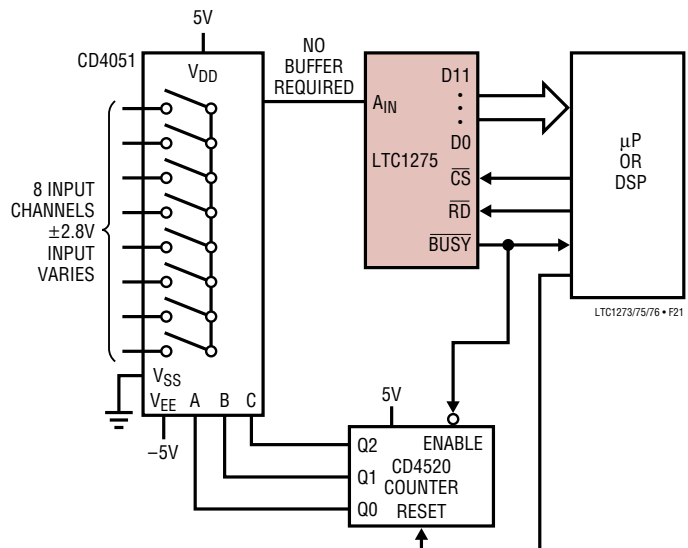 5V
CD4051
VDD
NO
BUFFER
REQUIRED
AIN
LTC1275
D11
D0
CS
RD
BUSY
μP
OR
DSP
8 INPUT
CHANNELS
±2.8V
INPUT
VARIES
LTC1273/75/76 • F21
VSS
VEE A B C
–5V
5V
Q2 ENABLE
CD4520
Q1 COUNTER
Q0 RESET